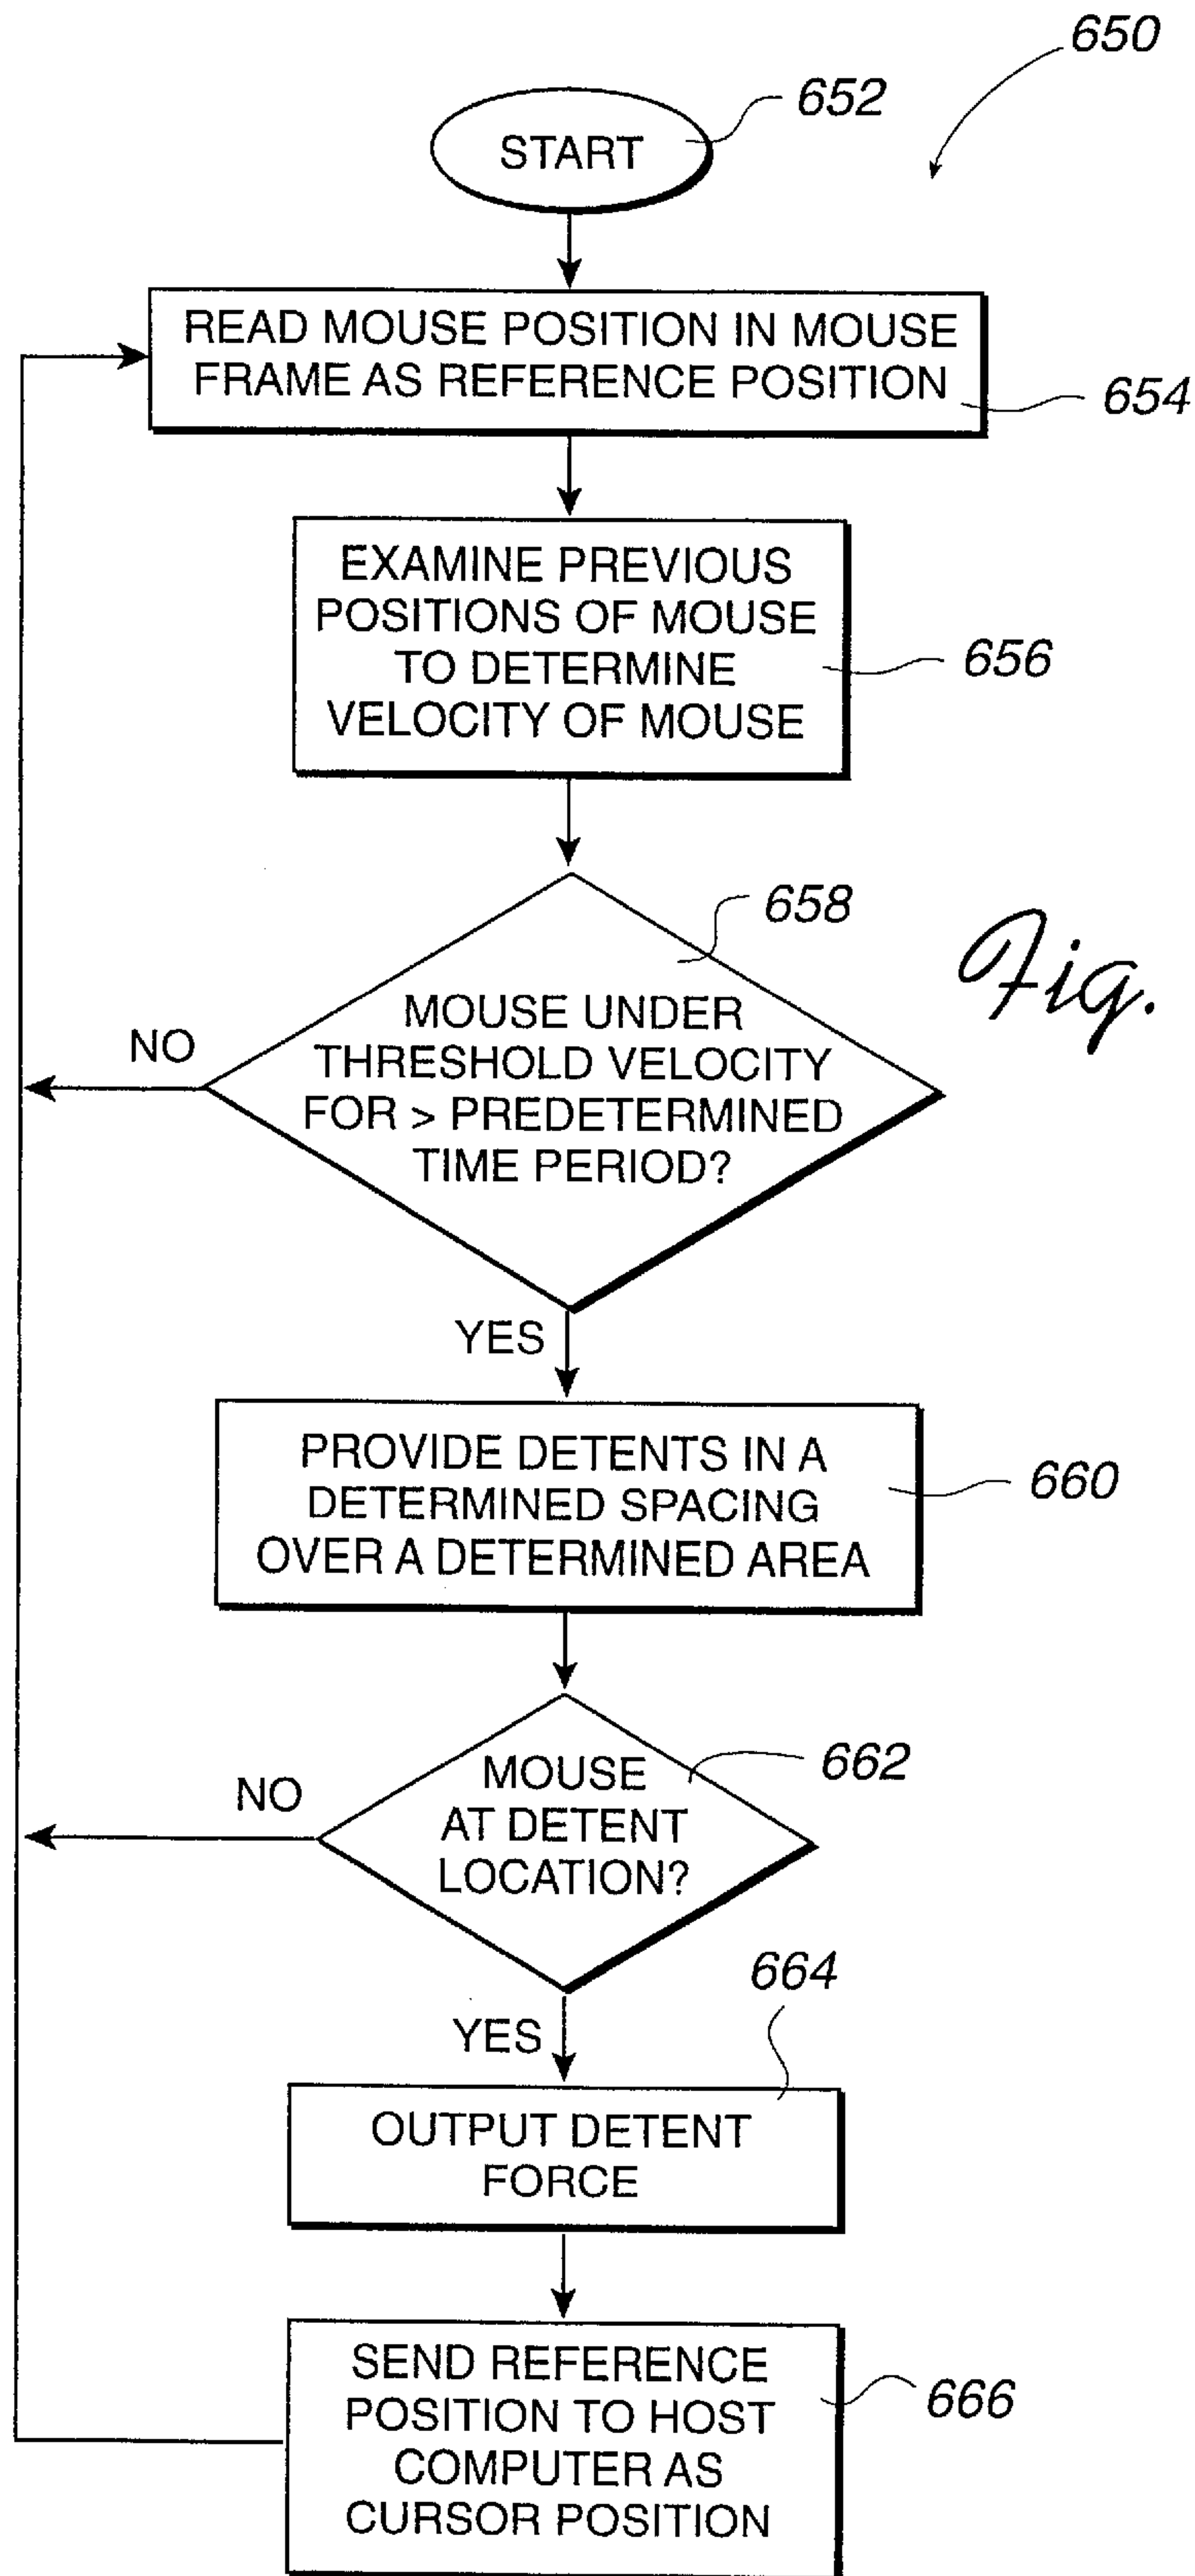 650
652
START
READ MOUSE POSITION IN MOUSE
FRAME AS REFERENCE POSITION
654
EXAMINE PREVIOUS
POSITIONS OF MOUSE
TO DETERMINE
VELOCITY OF MOUSE
656
658
MOUSE UNDER
THRESHOLD VELOCITY
FOR > PREDETERMINED
TIME PERIOD?
NO
Fig.
YES
PROVIDE DETENTS IN A
DETERMINED SPACING
OVER A DETERMINED AREA
660
MOUSE
AT DETENT
LOCATION?
662
NO
YES
664
OUTPUT DETENT
FORCE
SEND REFERENCE
POSITION TO HOST
COMPUTER AS
CURSOR POSITION
666